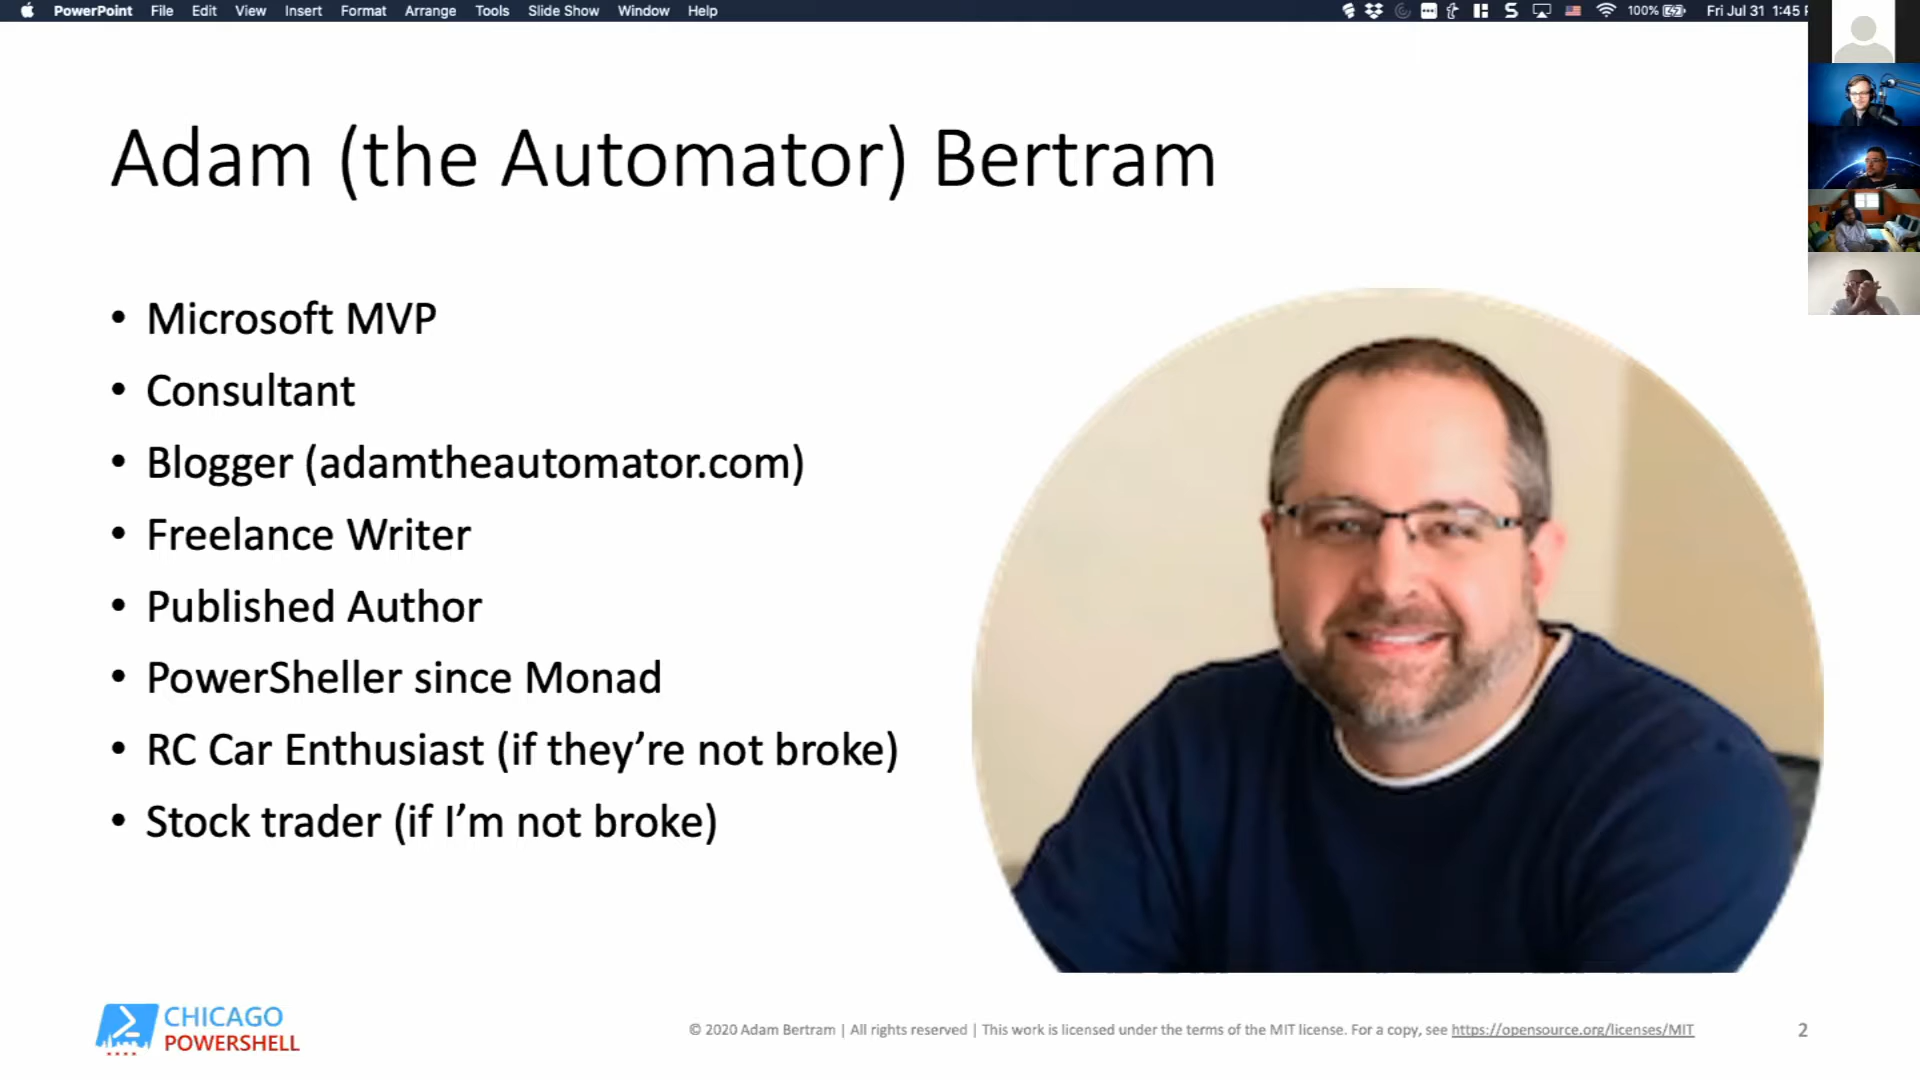 PowerPoint File Edit View Insert Format Arrange Tools Slide Show Window Help 100% Fri Jul 31 1:45
Adam (the Automator) Bertram
• Microsoft MVP
• Consultant
• Blogger (adamtheautomator.com)
• Freelance Writer
• Published Author
• PowerSheller since Monad
• RC Car Enthusiast (if they’re not broke)
• Stock trader (if I’m not broke)
CHICAGO
POWERSHELL
© 2020 Adam Bertram | All rights reserved | This work is licensed under the terms of the MIT license. For a copy, see https://opensource.org/licenses/MIT
2